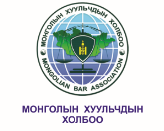 МОНГОЛЫН ХУУЛЬЧДЫН ХОЛБОО
MONGOLIAN BAR ASSOCIATION
МОНГОЛЫН ХУУЛЬЧДЫН
ХОЛБОО